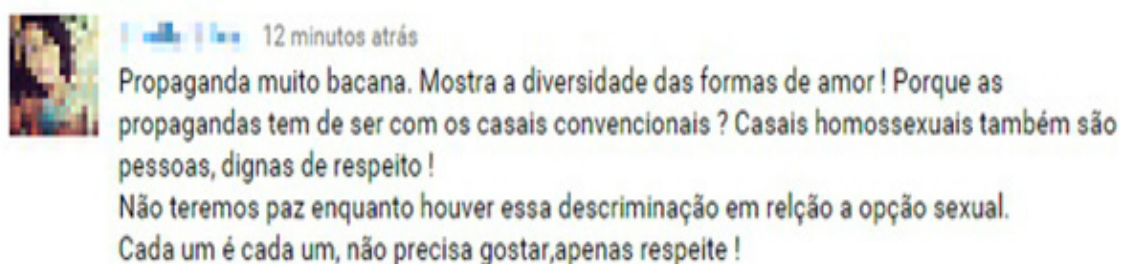 12 minutos atrás
Propaganda muito bacana. Mostra a diversidade das formas de amor ! Porque as
propagandas tem de ser com os casais convencionais ? Casais homossexuais também são
pessoas, dignas de respeito !
Não teremos paz enquanto houver essa descriminação em relção a opção sexual.
Cada um é cada um, não precisa gostar,apenas respeite !